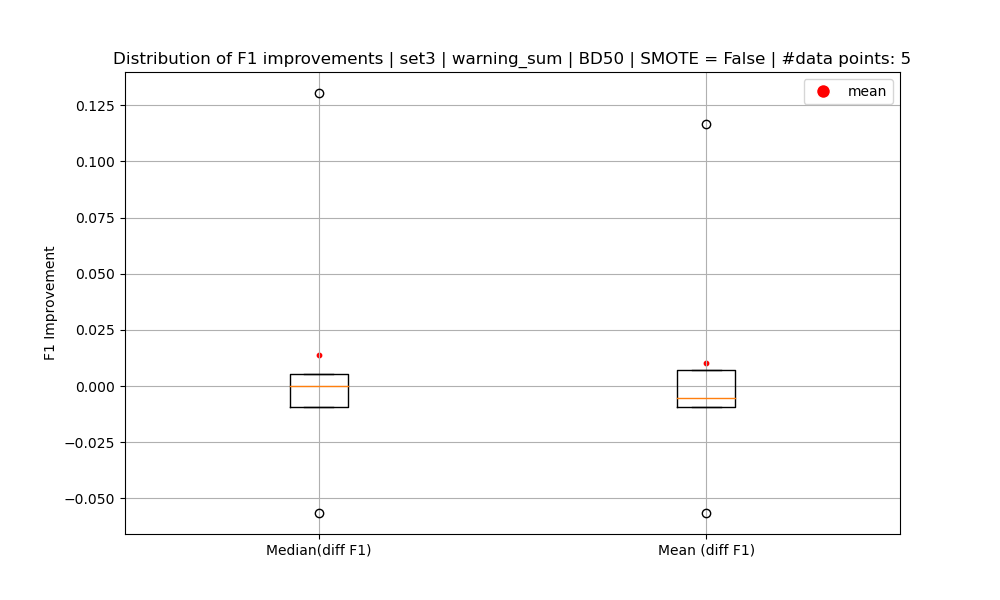 Distribution of F1 improvements | set3 | warning_sum | BD50 | SMOTE = False | #data points: 5
mean
0.125
0.100
0.075
0.050
0.025
0.000
−0.025
−0.050
F1 Improvement
Median(diff F1)
Mean (diff F1)